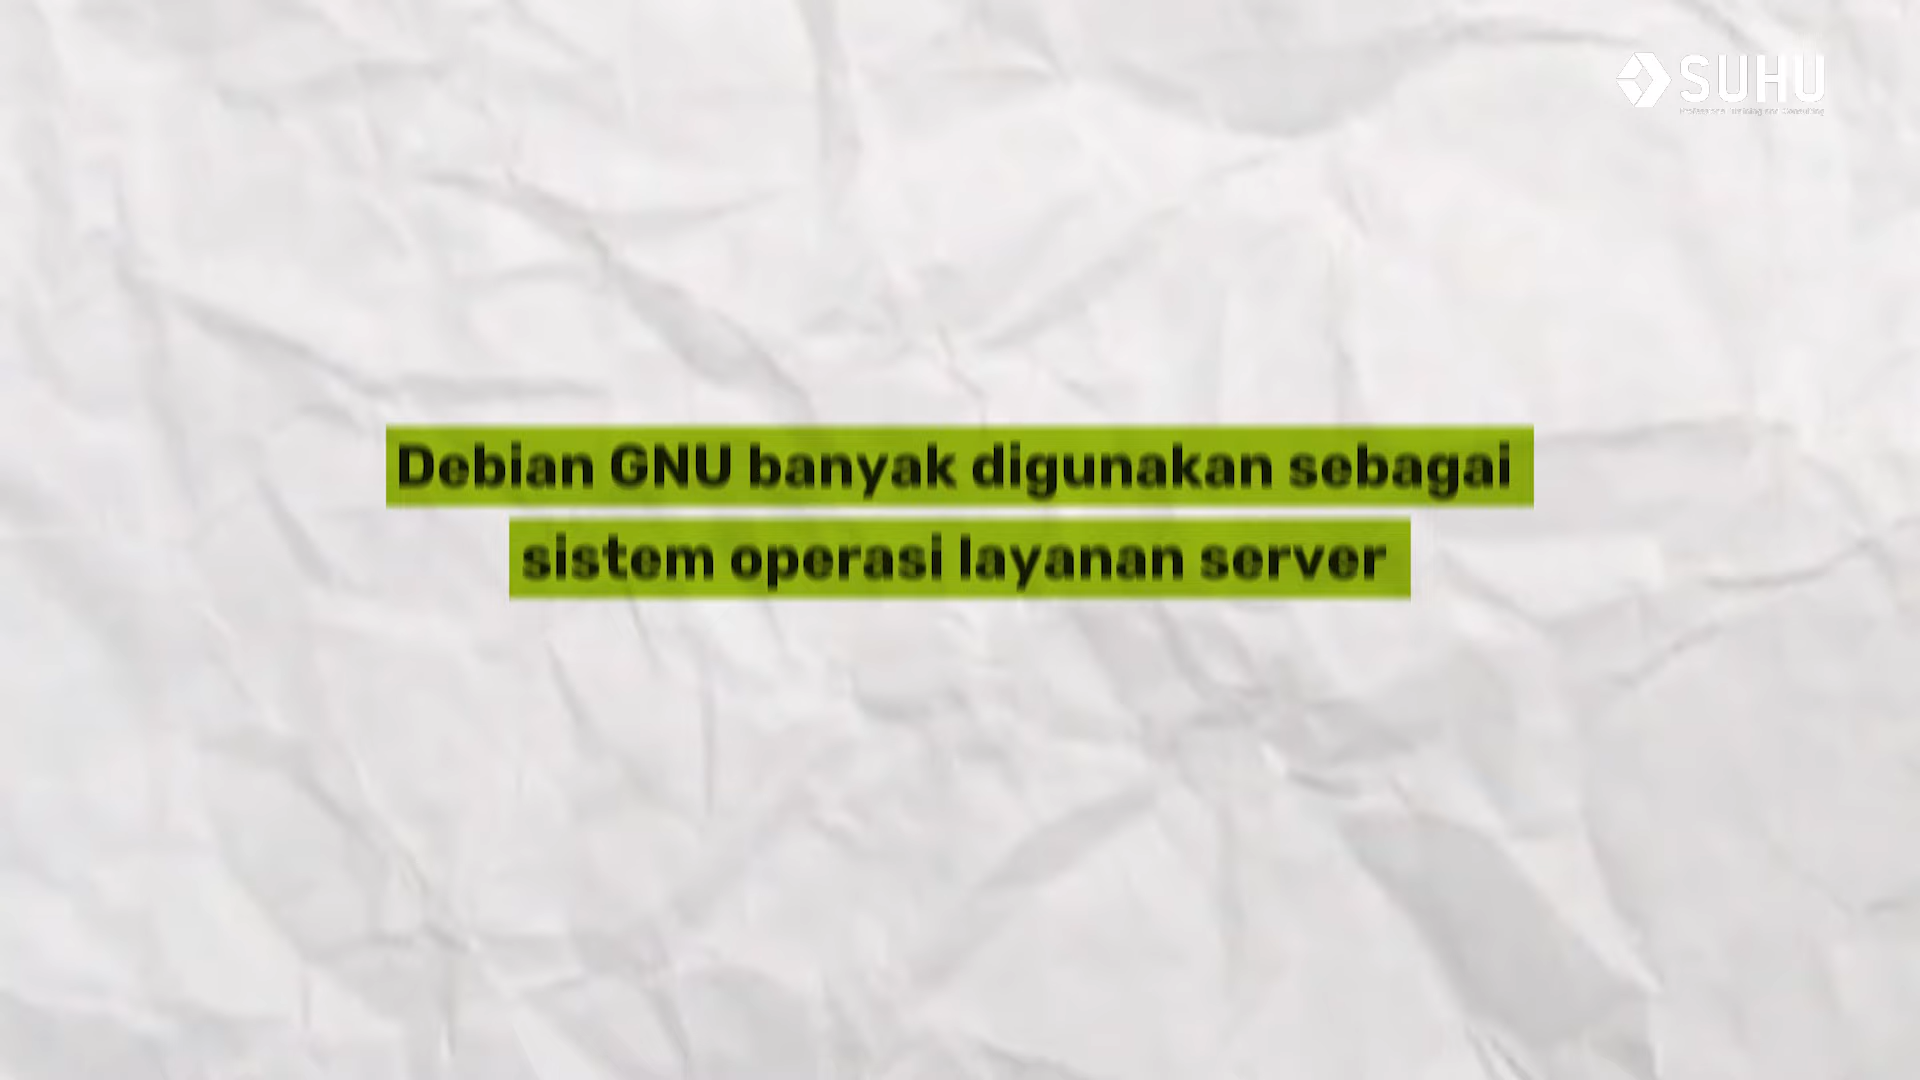 SUHU
Debian GNU banyak digunakan sebagai
sistem operasi layanan server